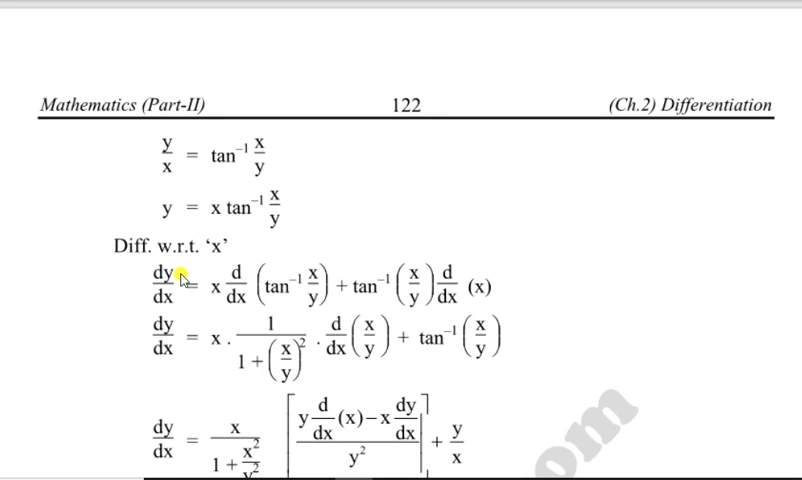 Mathematics (Part-II) 122 (Ch.2) Differentiation
y/x = tan⁻¹ x/y
y = x tan⁻¹ x/y
Diff. w.r.t. ‘x’
dy/dx = x d/dx (tan⁻¹ x/y) + tan⁻¹ (x/y) d/dx (x)
dy/dx = x . 1/(1 + (x/y)²) . d/dx (x/y) + tan⁻¹ (x/y)
dy/dx = x/(1 + x²/y²) [(y d/dx (x) – x dy/dx)/y²] + y/x
om